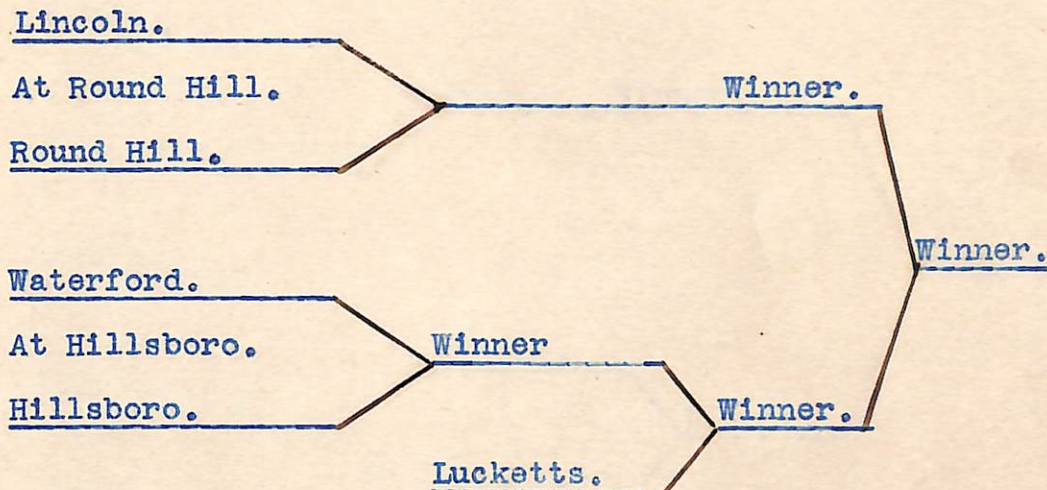 Lincoln.
At Round Hill.
Winner.
Round Hill.
Winner.
Waterford.
At Hillsboro.
Winner
Hillsboro.
Winner.
Lucketts.